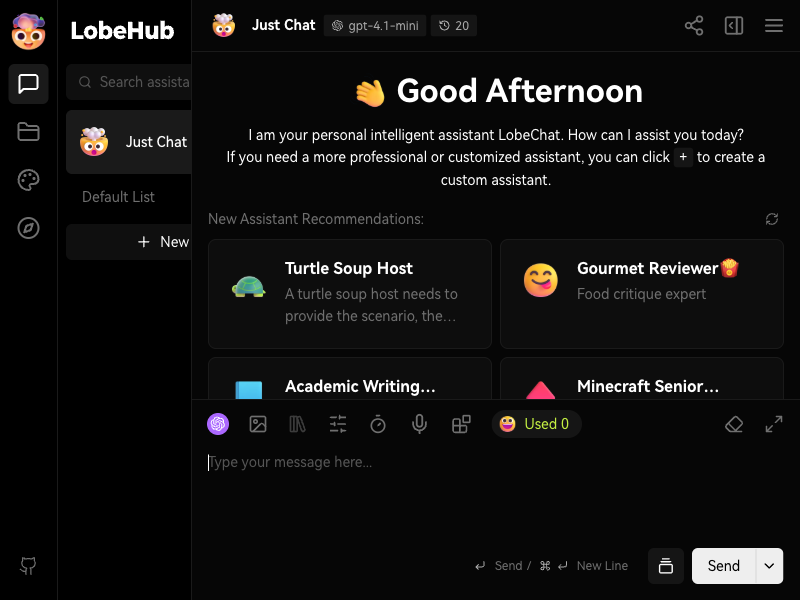 LobeHub
Search assista
Just Chat
Default List
New
Just Chat
gpt-4.1-mini
20
Good Afternoon
I am your personal intelligent assistant LobeChat. How can I assist you today?
If you need a more professional or customized assistant, you can click + to create a
custom assistant.
New Assistant Recommendations:
Turtle Soup Host
A turtle soup host needs to
provide the scenario, the…
Gourmet Reviewer🍟
Food critique expert
Academic Writing…
Minecraft Senior…
Used 0
Type your message here...
Send / ⌘ New Line
Send